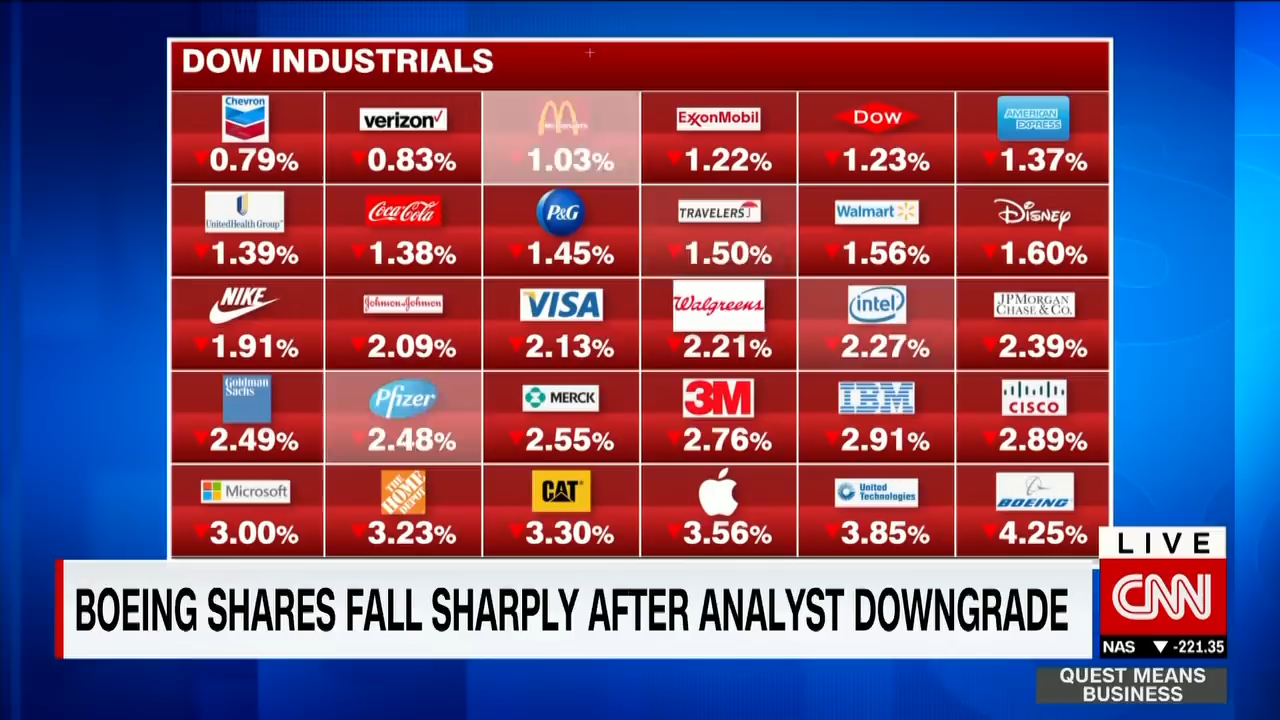 DOW INDUSTRIALS
Chevron
verizon
McDonald's
ExxonMobil
Dow
AMERICAN EXPRESS
0.79%
0.83%
1.03%
1.22%
1.23%
1.37%
UnitedHealth Group
Coca-Cola
P&G
TRAVELERS
Walmart
Disney
1.39%
1.38%
1.45%
1.50%
1.56%
1.60%
NIKE
Johnson & Johnson
VISA
Walgreens
intel
JPMORGAN
CHASE & CO.
1.91%
2.09%
2.13%
2.21%
2.27%
2.39%
Goldman
Sachs
Pfizer
MERCK
3M
IBM
CISCO
2.49%
2.48%
2.55%
2.76%
2.91%
2.89%
Microsoft
THE HOME DEPOT
CAT
United
Technologies
BOEING
3.00%
3.23%
3.30%
3.56%
3.85%
4.25%
LIVE
CNN
BOEING SHARES FALL SHARPLY AFTER ANALYST DOWNGRADE
NAS ▼ -221.35
QUEST MEANS
BUSINESS